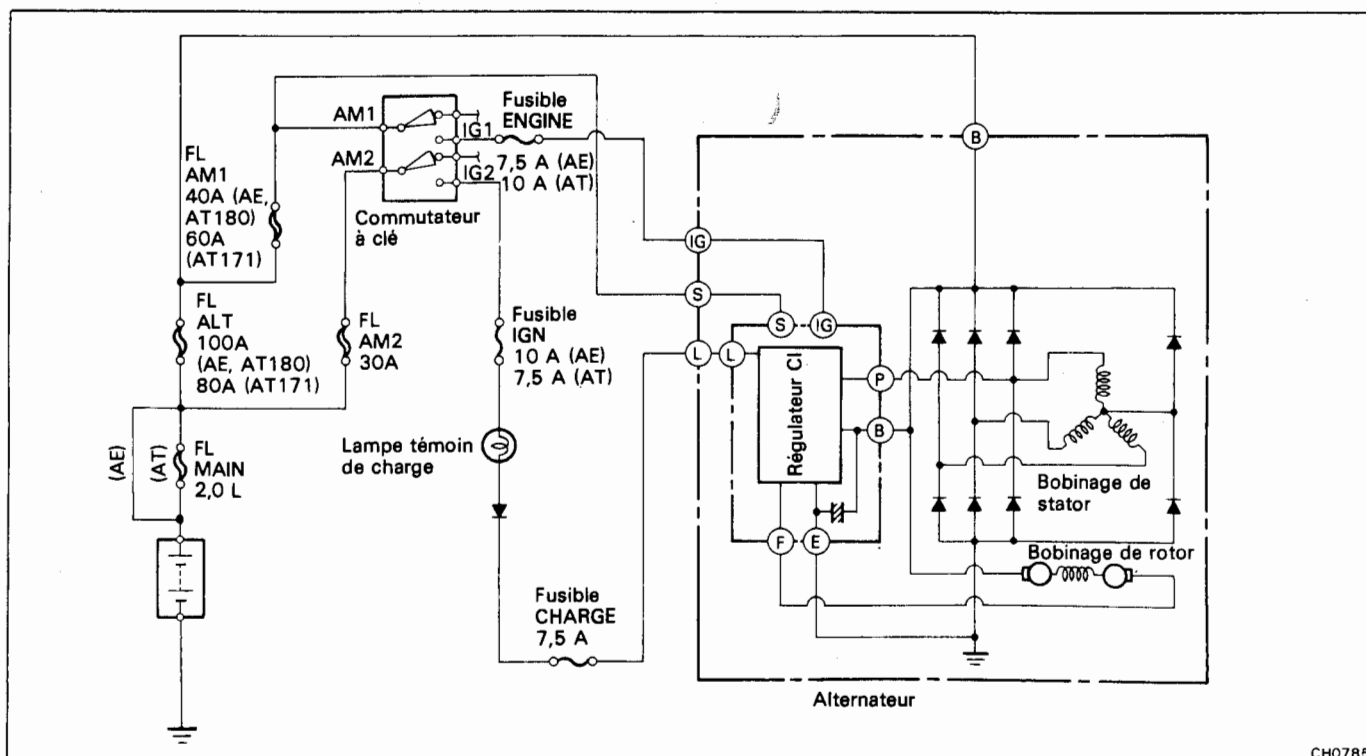 AM1
AM2
IG1
IG2
Commutateur
à clé
Fusible
ENGINE
7,5 A (AE)
10 A (AT)
FL
AM1
40A (AE,
AT180)
60A
(AT171)
FL
ALT
100A
(AE, AT180)
80A (AT171)
FL
AM2
30A
Fusible
IGN
10 A (AE)
7,5 A (AT)
(AE)
(AT)
FL
MAIN
2,0 L
Lampe témoin
de charge
Fusible
CHARGE
7,5 A
B
IG
S
L
S
IG
L
P
B
F
E
Régulateur CI
Bobinage de
stator
Bobinage de rotor
Alternateur
CH0785